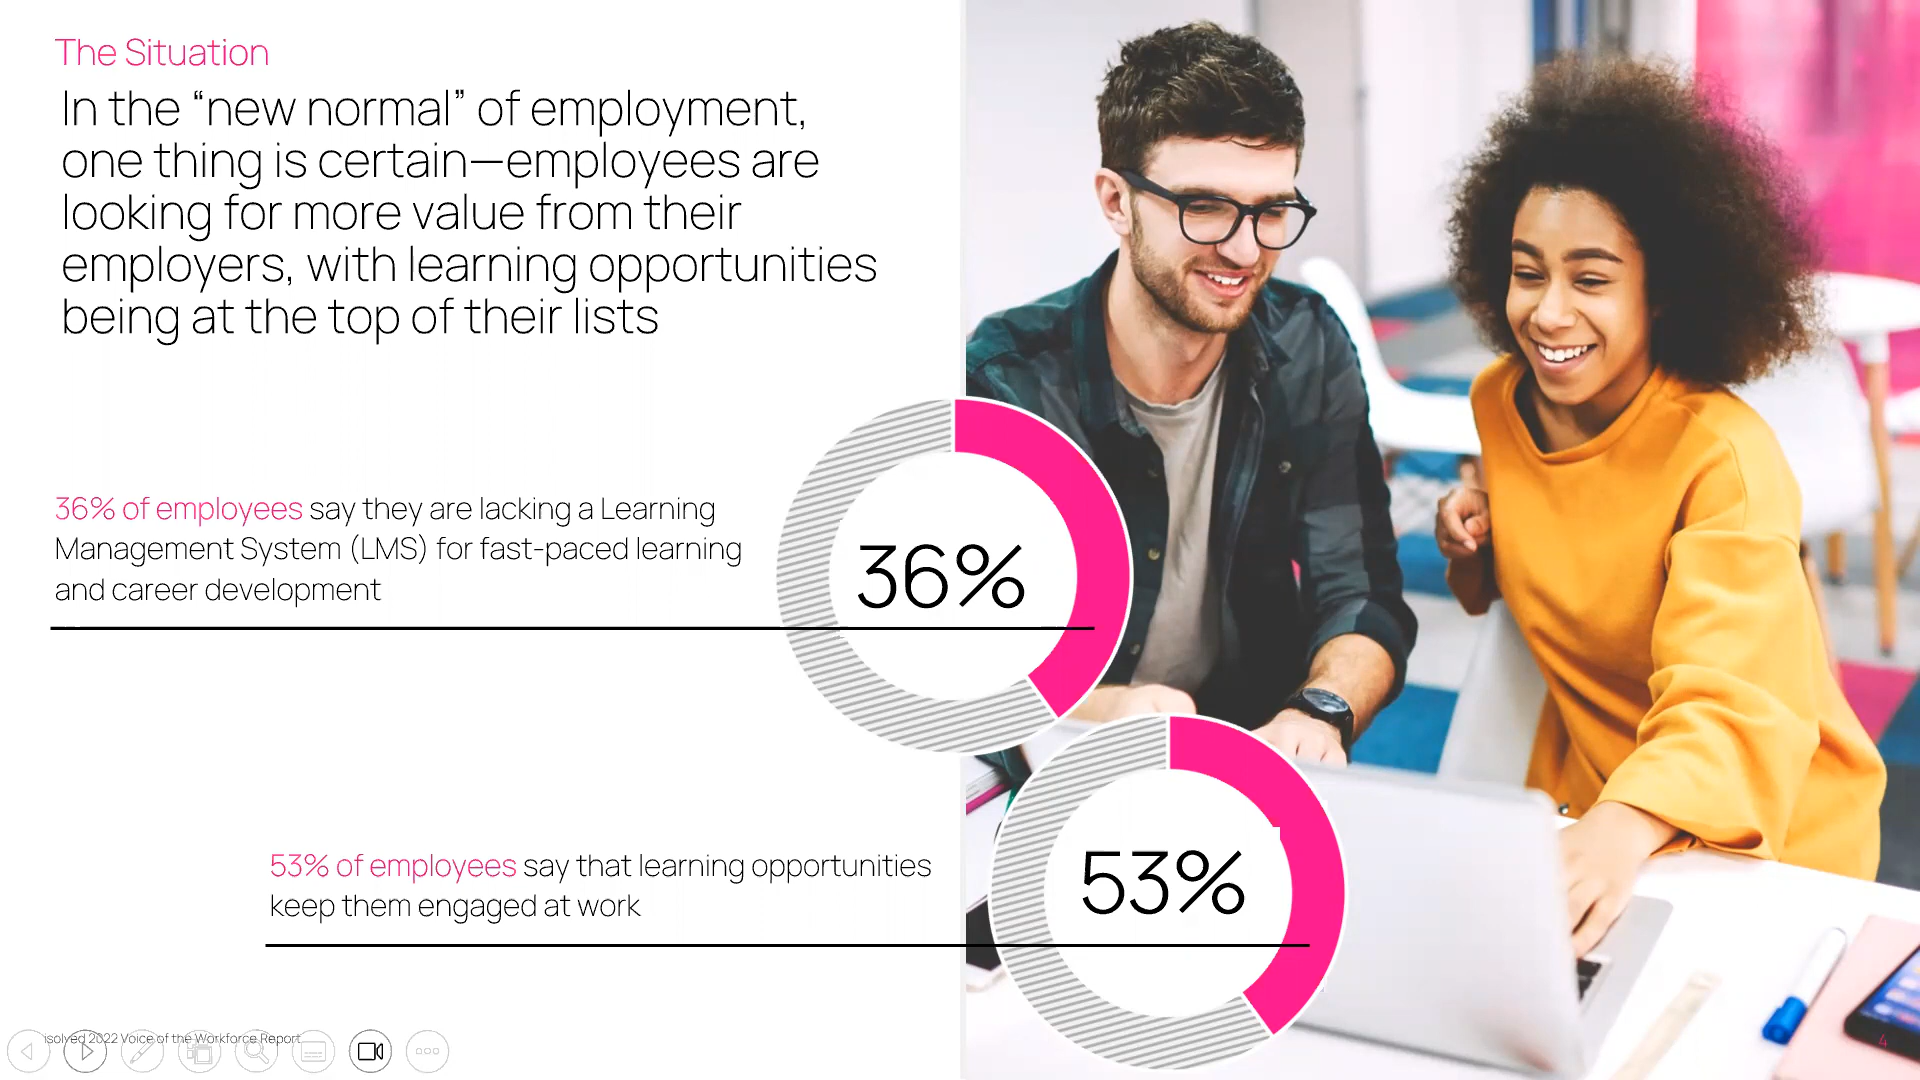 The Situation
In the “new normal” of employment,
one thing is certain—employees are
looking for more value from their
employers, with learning opportunities
being at the top of their lists
36% of employees say they are lacking a Learning
Management System (LMS) for fast-paced learning
and career development
36%
53% of employees say that learning opportunities
keep them engaged at work
53%
isolved 2022 Voice of the Workforce Report
4